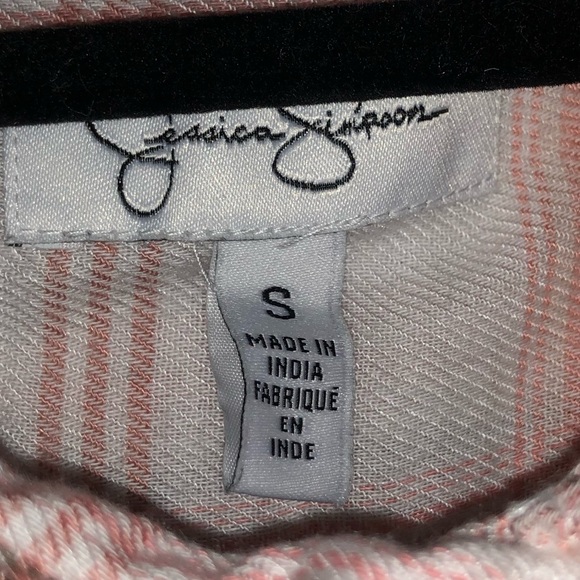 Jessica Simpson
S
MADE IN
INDIA
FABRIQUÉ
EN
INDE